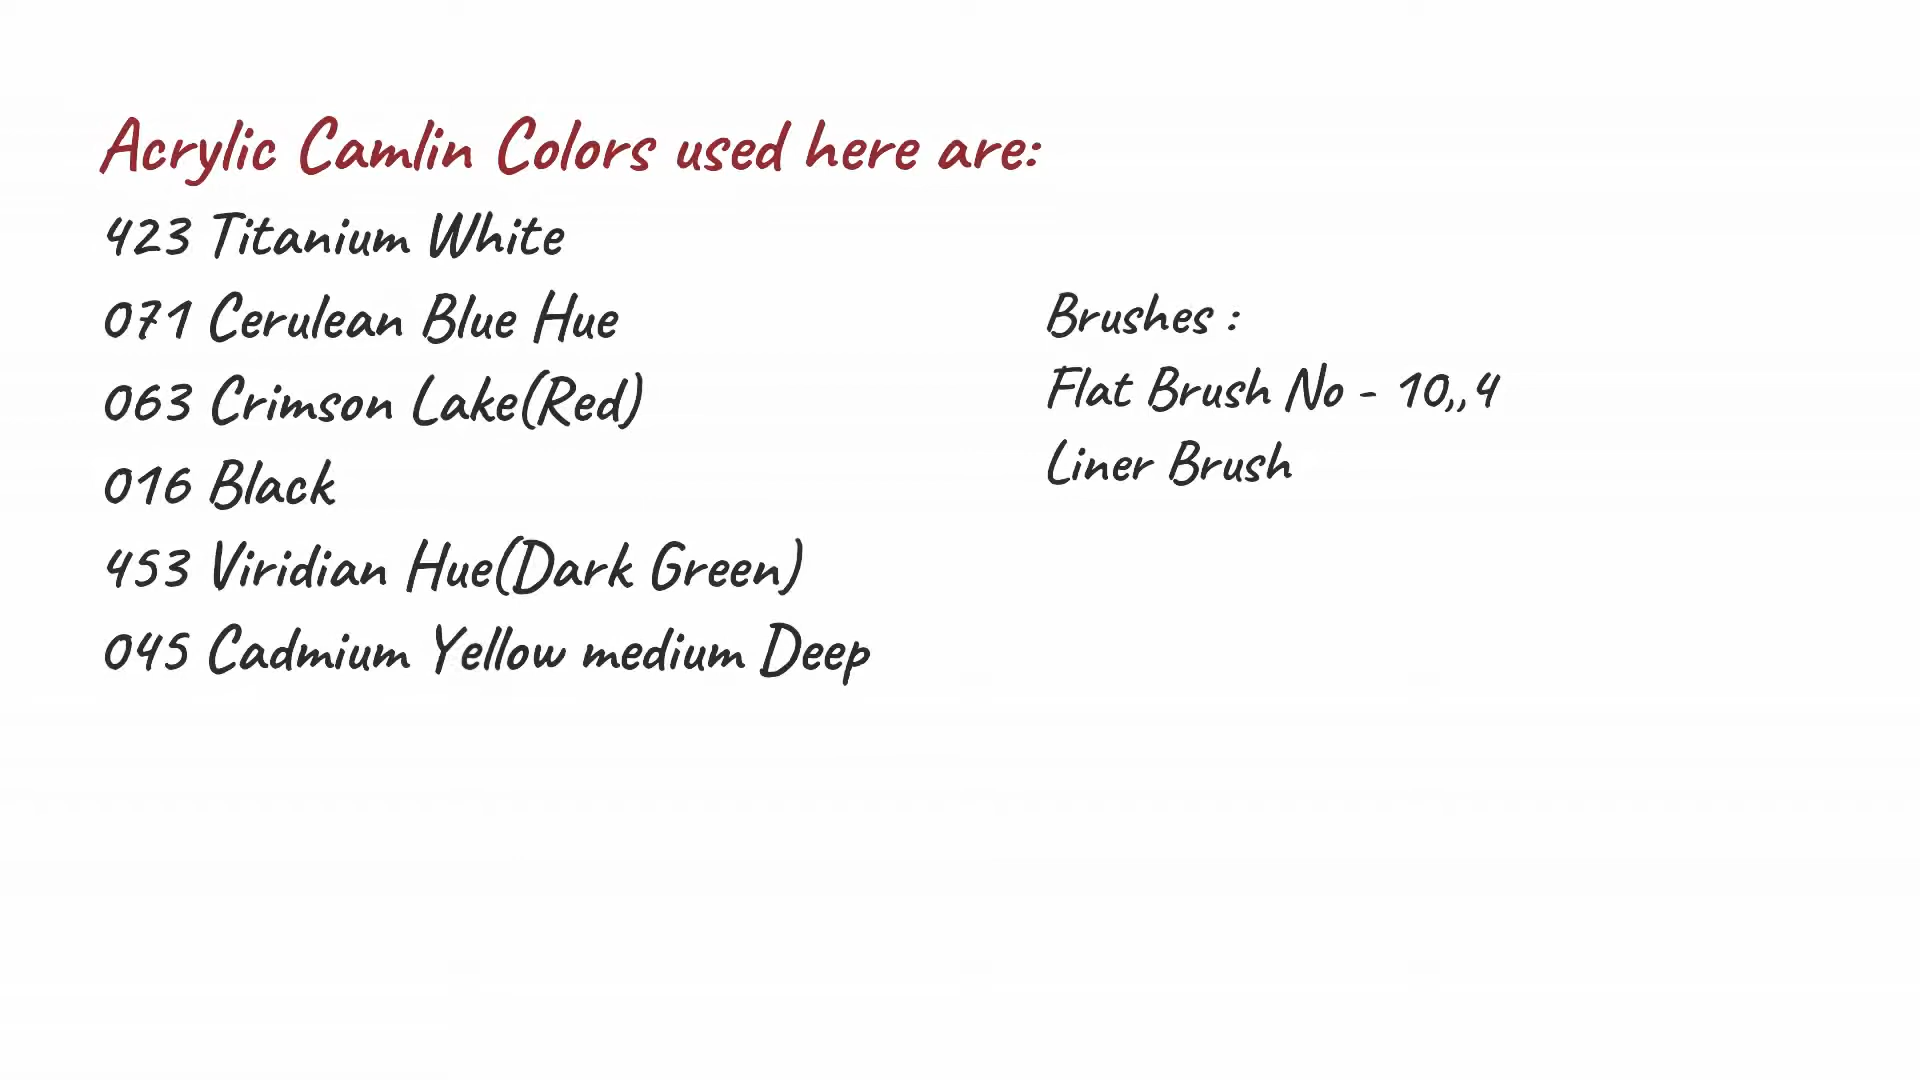 Acrylic Camlin Colors used here are:
423 Titanium White
071 Cerulean Blue Hue
063 Crimson Lake(Red)
016 Black
453 Viridian Hue(Dark Green)
045 Cadmium Yellow medium Deep
Brushes :
Flat Brush No - 10,,4
Liner Brush